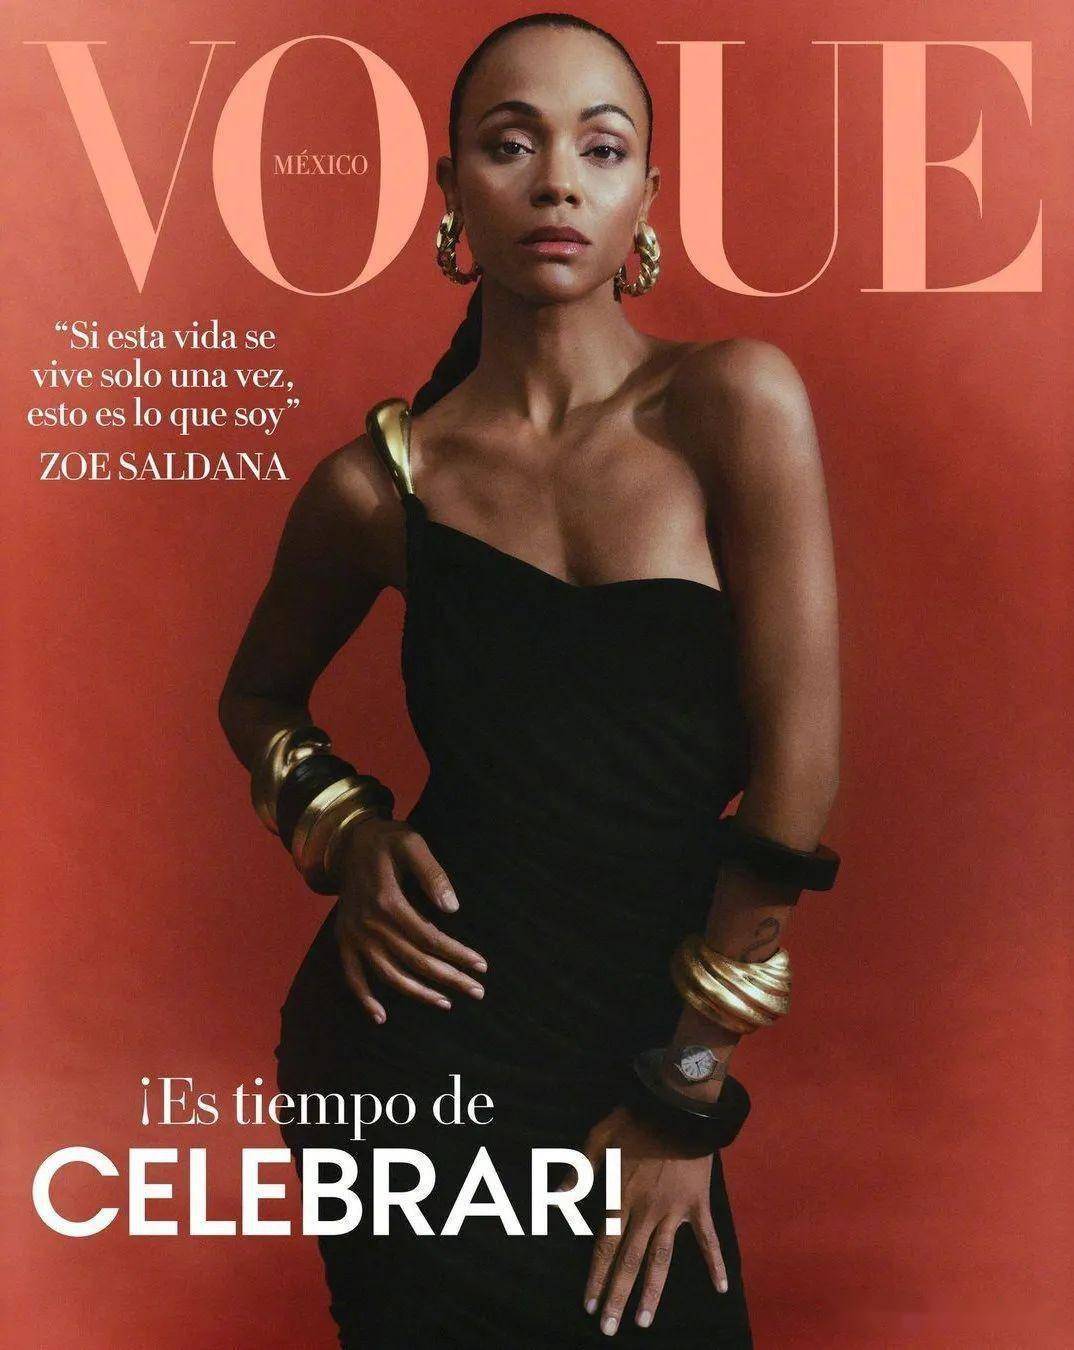 VOGUE
MÉXICO
“Si esta vida se
vive solo una vez,
esto es lo que soy”
ZOE SALDANA
¡Es tiempo de
CELEBRAR!